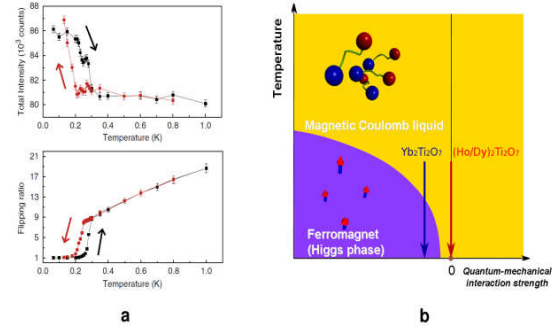 Total Intensity (10³ counts)
88
86
84
82
80
0.0
0.2
0.4
0.6
0.8
1.0
Temperature (K)
Flipping ratio
21
17
13
9
5
1
0.0
0.2
0.4
0.6
0.8
1.0
Temperature (K)
a
Temperature
Magnetic Coulomb liquid
Yb₂Ti₂O₇
(Ho/Dy)₂Ti₂O₇
Ferromagnet
(Higgs phase)
0
Quantum-mechanical
interaction strength
b